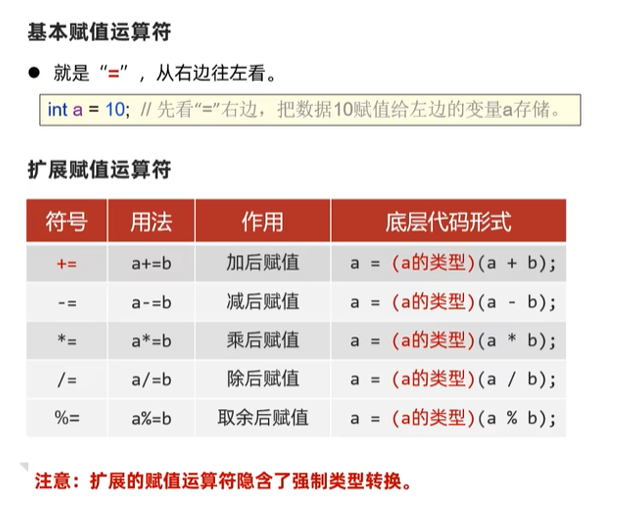 基本赋值运算符
● 就是“=”，从右边往左看。
int a = 10; // 先看“=”右边，把数据10赋值给左边的变量a存储。
扩展赋值运算符
符号 用法 作用 底层代码形式
+= a+=b 加后赋值 a = (a的类型)(a + b);
-= a-=b 减后赋值 a = (a的类型)(a - b);
*= a*=b 乘后赋值 a = (a的类型)(a * b);
/= a/=b 除后赋值 a = (a的类型)(a / b);
%= a%=b 取余后赋值 a = (a的类型)(a % b);
注意：扩展的赋值运算符隐含了强制类型转换。